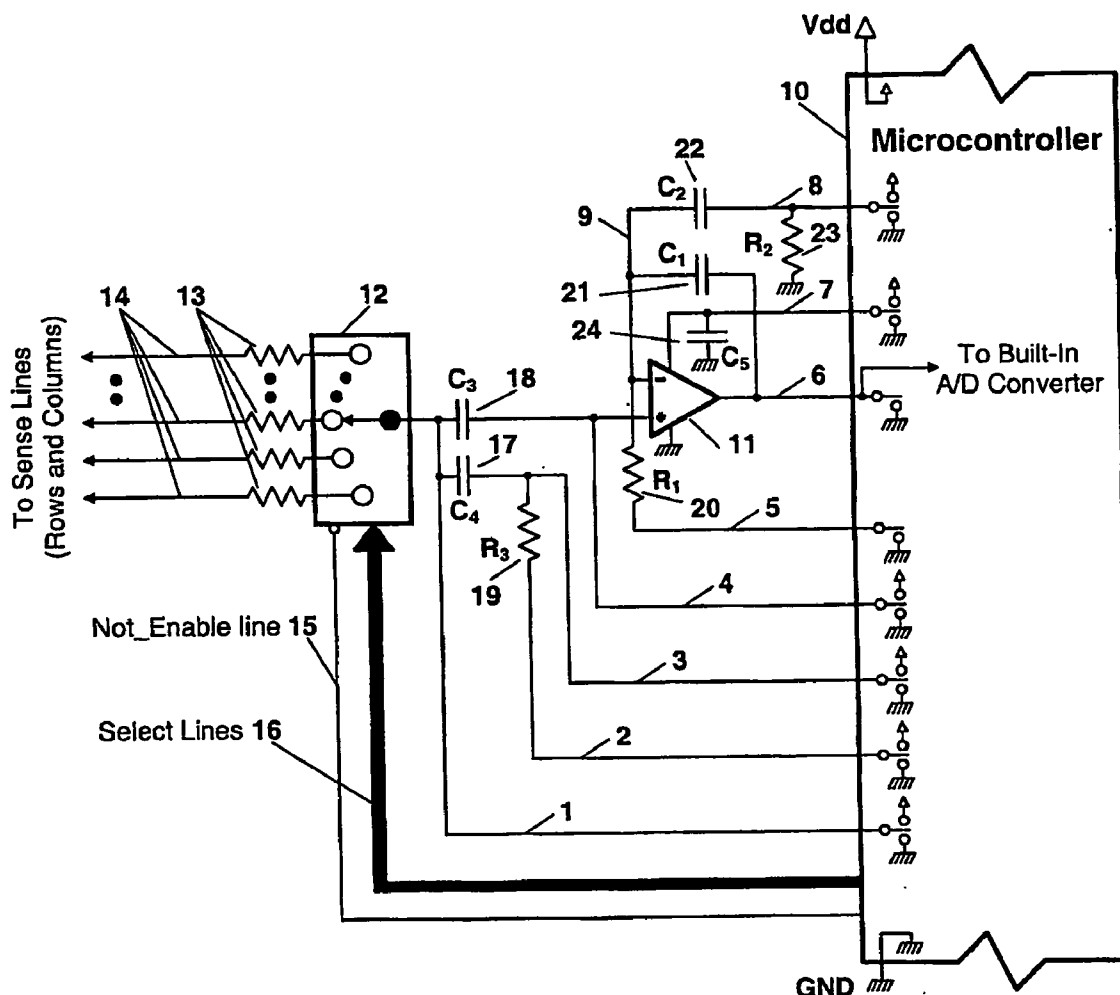 Vdd
10
Microcontroller
22
C2
8
9
R2
23
C1
21
7
14
13
12
24
C5
To Built-In
A/D Converter
C3
18
6
−
+
11
To Sense Lines
(Rows and Columns)
17
C4
R1
20
5
R3
19
4
Not_Enable line 15
3
Select Lines 16
2
1
GND